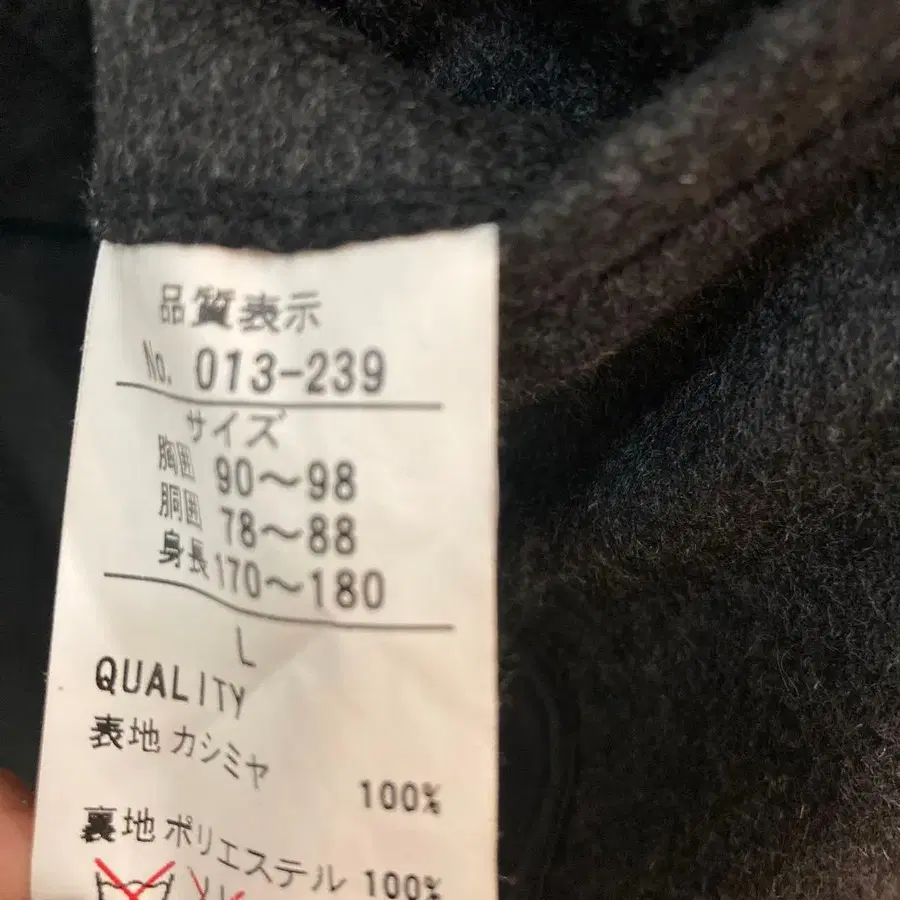 品質表示
No. 013-239
サイズ
胸囲 90〜98
胴囲 78〜88
身長 170〜180
L
QUALITY
表地 カシミヤ
100%
裏地 ポリエステル 100%